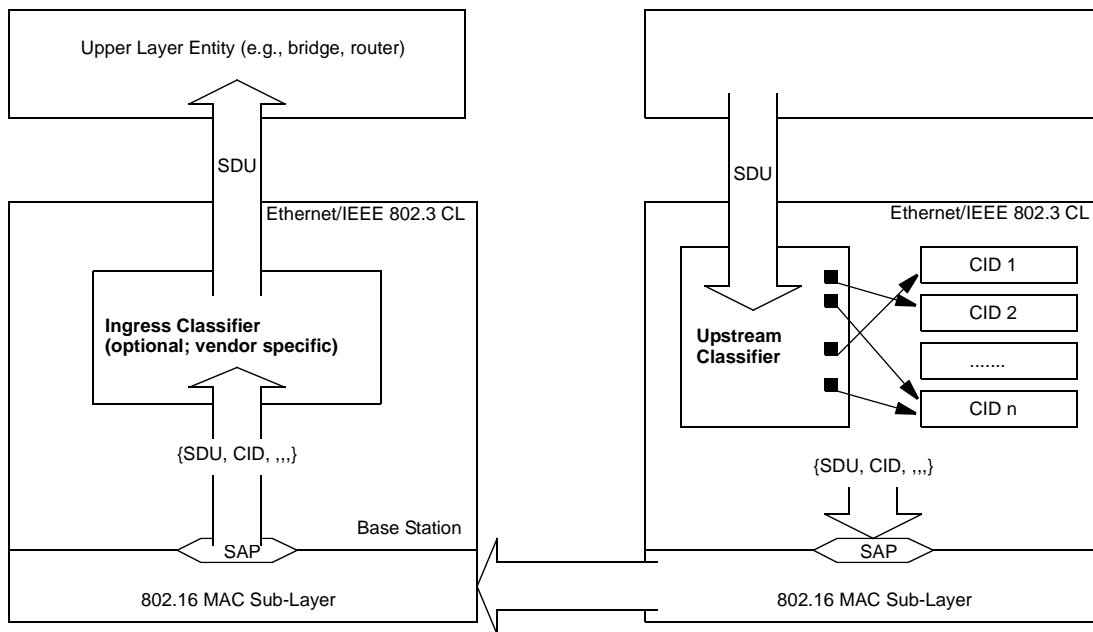 Upper Layer Entity (e.g., bridge, router)
SDU
Ethernet/IEEE 802.3 CL
Ingress Classifier
(optional; vendor specific)
{SDU, CID, ,,,}
Base Station
SAP
802.16 MAC Sub-Layer
SDU
Ethernet/IEEE 802.3 CL
Upstream
Classifier
CID 1
CID 2
.......
CID n
{SDU, CID, ,,,}
SAP
802.16 MAC Sub-Layer